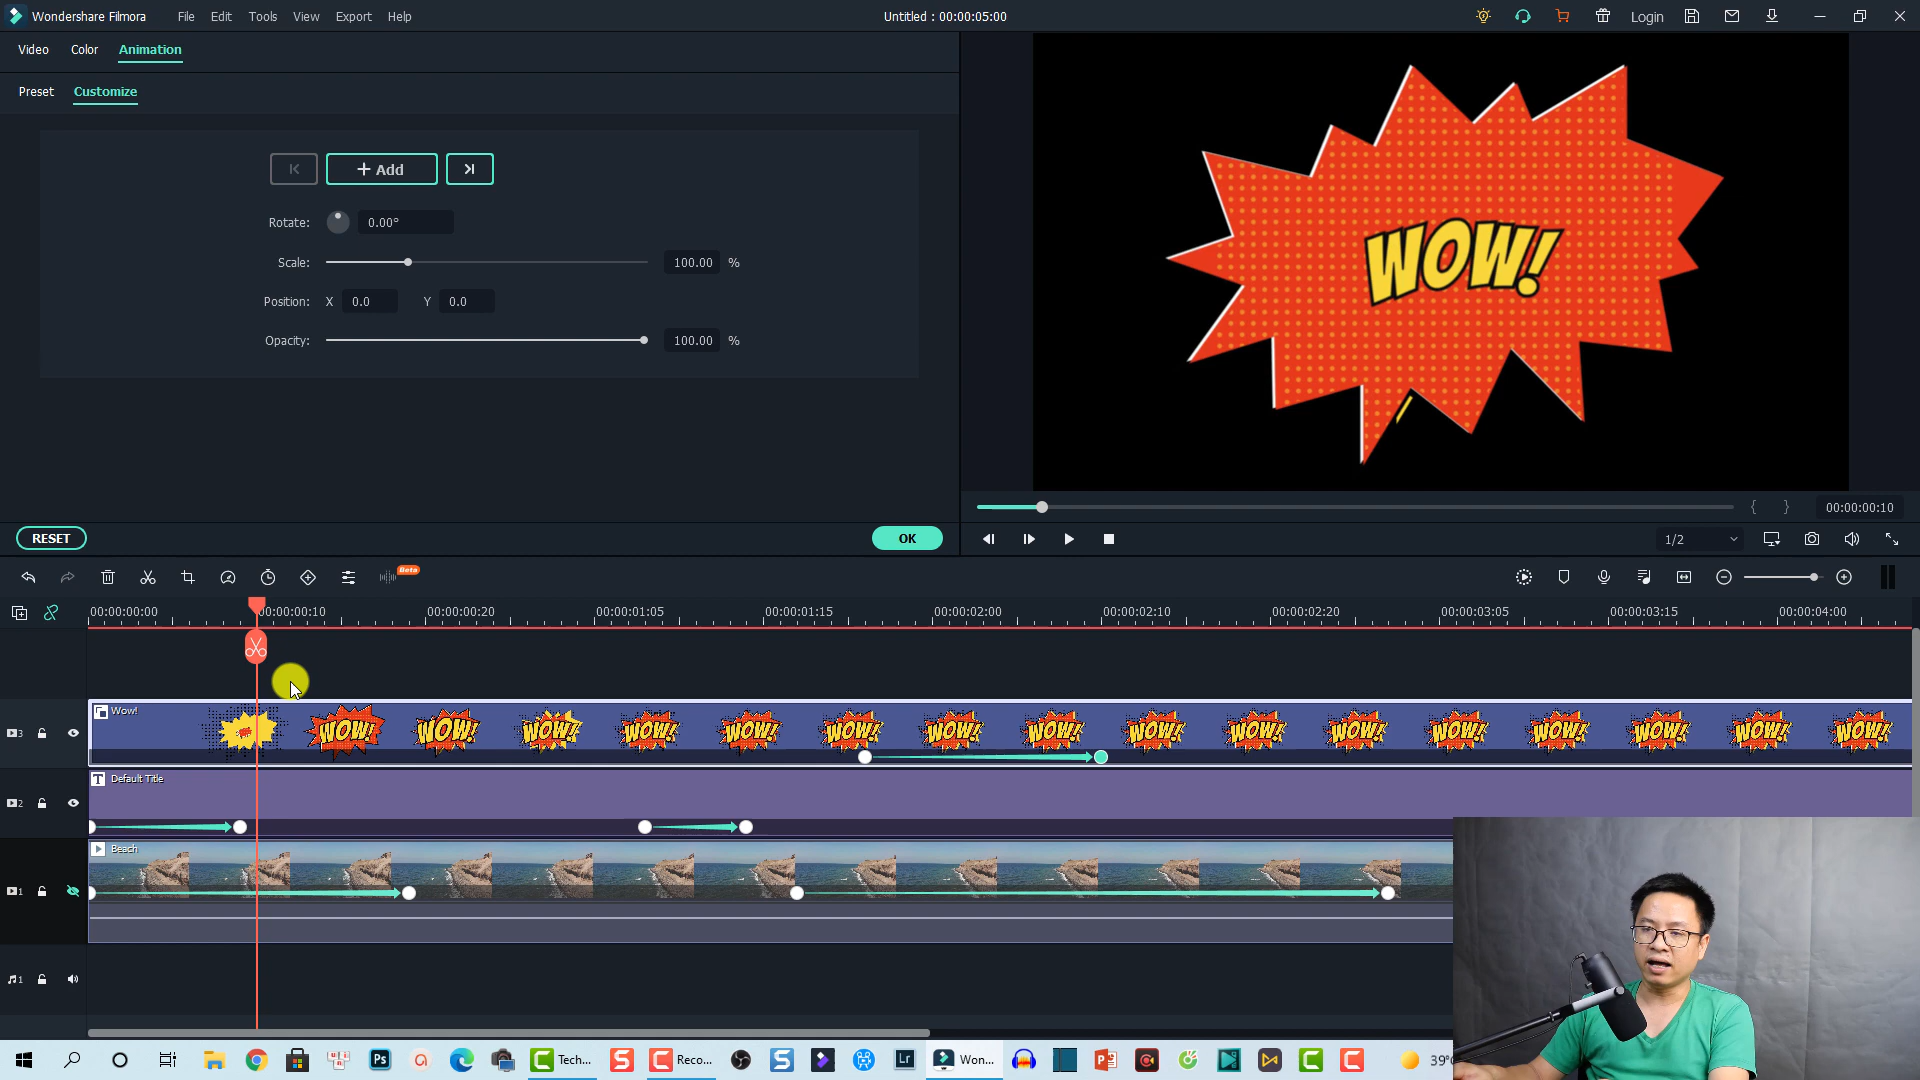 Wondershare Filmora
File Edit Tools View Export Help
Untitled : 00:00:05:00
Login
Video Color Animation
Preset Customize
+ Add
Rotate: 0.00°
Scale: 100.00 %
Position: X 0.0 Y 0.0
Opacity: 100.00 %
WOW!
RESET
OK
{ } 00:00:00:10
1/2
Beta
00:00:00:00 00:00:00:10 00:00:00:20 00:00:01:05 00:00:01:15 00:00:02:00 00:00:02:10 00:00:02:20 00:00:03:05 00:00:03:15 00:00:04:00
Wow!
WOW! WOW! WOW! WOW! WOW! WOW! WOW! WOW! WOW! WOW! WOW! WOW! WOW! WOW! WOW! WOW!
3
T Default Title
2
Beach
1
1
Ps
Tech...
Reco...
Lr
Won...
39°